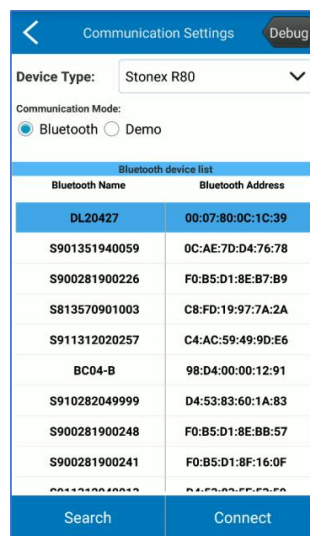 Communication Settings Debug
Device Type: Stonex R80
Communication Mode:
Bluetooth Demo
Bluetooth device list
Bluetooth Name Bluetooth Address
DL20427 00:07:80:0C:1C:39
S901351940059 0C:AE:7D:D4:76:78
S900281900226 F0:B5:D1:8E:B7:B9
S813570901003 C8:FD:19:97:7A:2A
S911312020257 C4:AC:59:49:9D:E6
BC04-B 98:D4:00:00:12:91
S910282049999 D4:53:83:60:1A:83
S900281900248 F0:B5:D1:8E:BB:57
S900281900241 F0:B5:D1:8F:16:0F
Search Connect